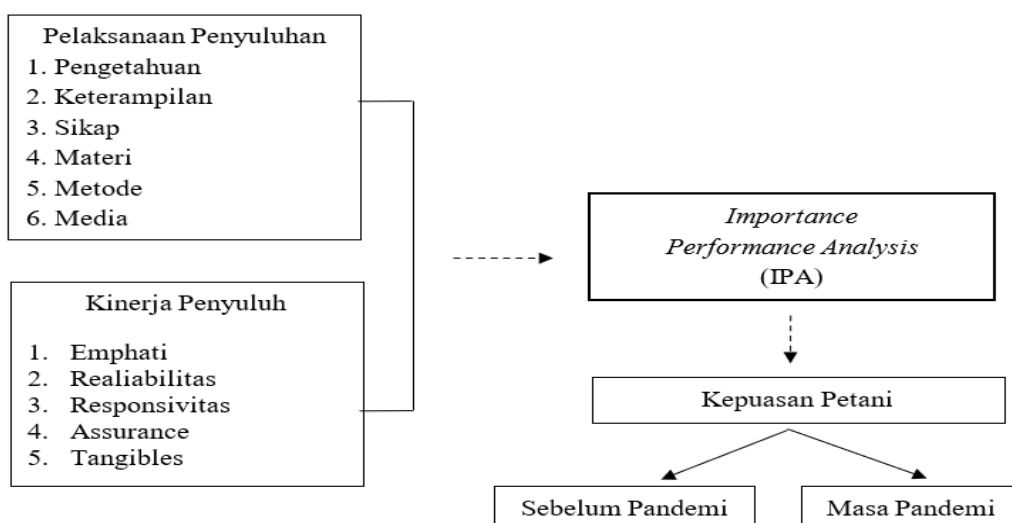 Pelaksanaan Penyuluhan
1. Pengetahuan
2. Keterampilan
3. Sikap
4. Materi
5. Metode
6. Media
Kinerja Penyuluh
1. Emphati
2. Realiabilitas
3. Responsivitas
4. Assurance
5. Tangibles
Importance
Performance Analysis
(IPA)
Kepuasan Petani
Sebelum Pandemi
Masa Pandemi